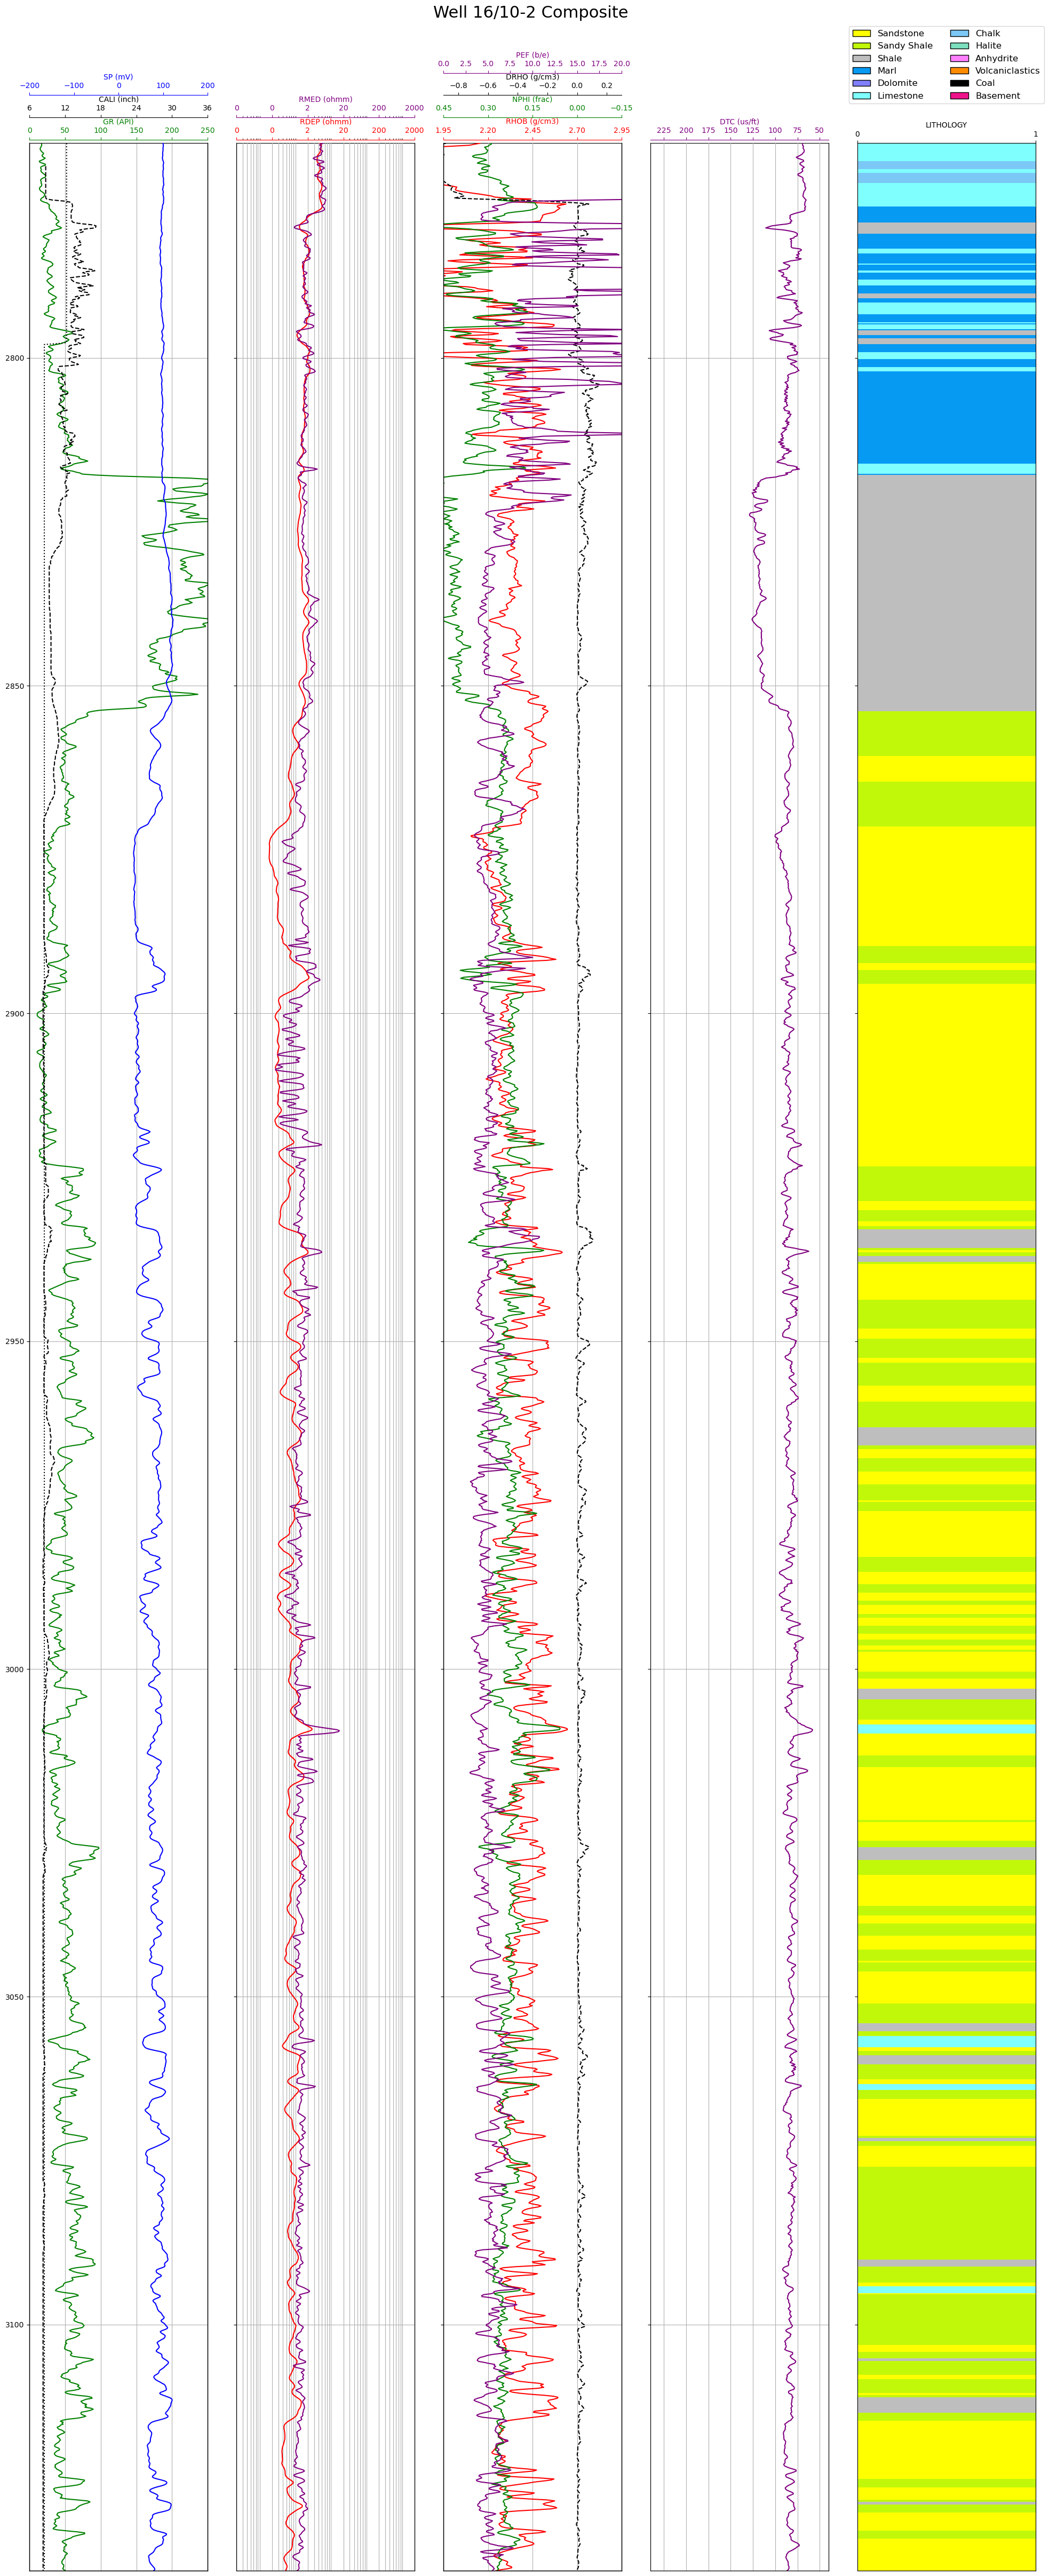 Well 16/10-2 Composite
Sandstone Chalk
Sandy Shale Halite
Shale Anhydrite
Marl Volcaniclastics
Dolomite Coal
Limestone Basement
PEF (b/e)
0.0 2.5 5.0 7.5 10.0 12.5 15.0 17.5 20.0
SP (mV) DRHO (g/cm3)
−200 −100 0 100 200 −0.8 −0.6 −0.4 −0.2 0.0 0.2
CALI (inch) RMED (ohmm) NPHI (frac)
6 12 18 24 30 36 0 0 2 20 200 2000 0.45 0.30 0.15 0.00 −0.15
GR (API) RDEP (ohmm) RHOB (g/cm3) DTC (us/ft) LITHOLOGY
0 50 100 150 200 250 0 0 2 20 200 2000 1.95 2.20 2.45 2.70 2.95 225 200 175 150 125 100 75 50 0 1
2800
2850
2900
2950
3000
3050
3100